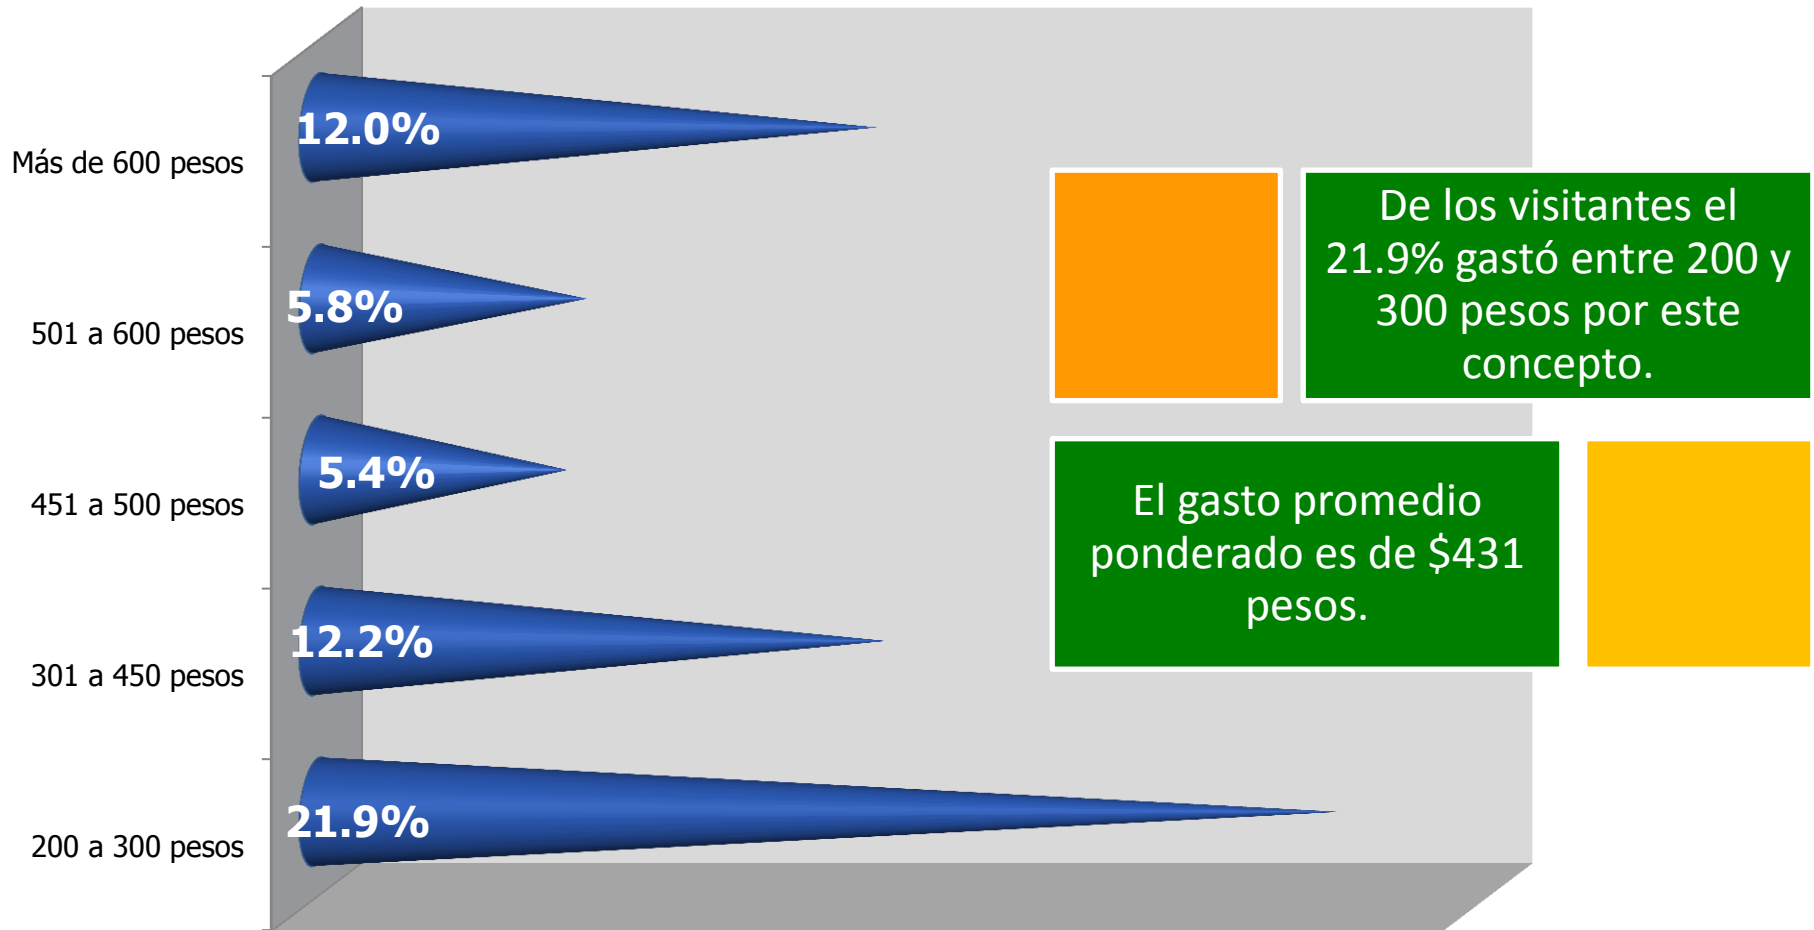 12.0%
Más de 600 pesos
5.8%
501 a 600 pesos
5.4%
451 a 500 pesos
12.2%
301 a 450 pesos
21.9%
200 a 300 pesos
De los visitantes el
21.9% gastó entre 200 y
300 pesos por este
concepto.
El gasto promedio
ponderado es de $431
pesos.